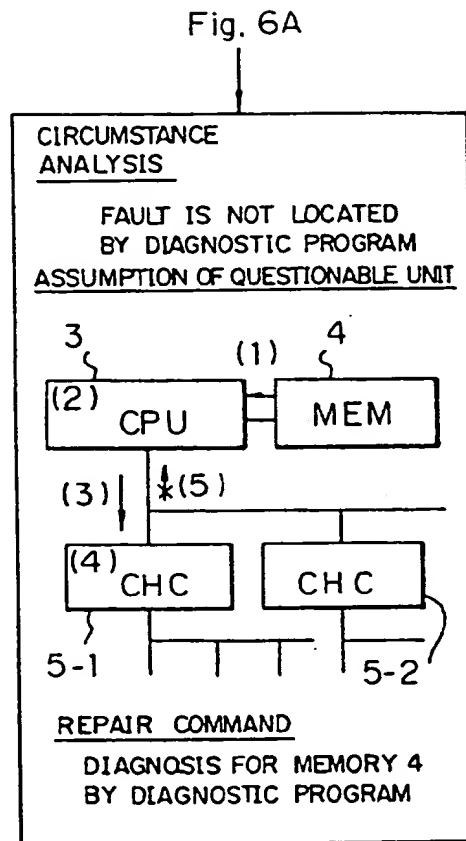 Fig. 6A
CIRCUMSTANCE
ANALYSIS
FAULT IS NOT LOCATED
BY DIAGNOSTIC PROGRAM
ASSUMPTION OF QUESTIONABLE UNIT
3
(1)
4
(2)
CPU
MEM
(3)
*(5)
(4)
CHC
CHC
5-1
5-2
REPAIR COMMAND
DIAGNOSIS FOR MEMORY 4
BY DIAGNOSTIC PROGRAM